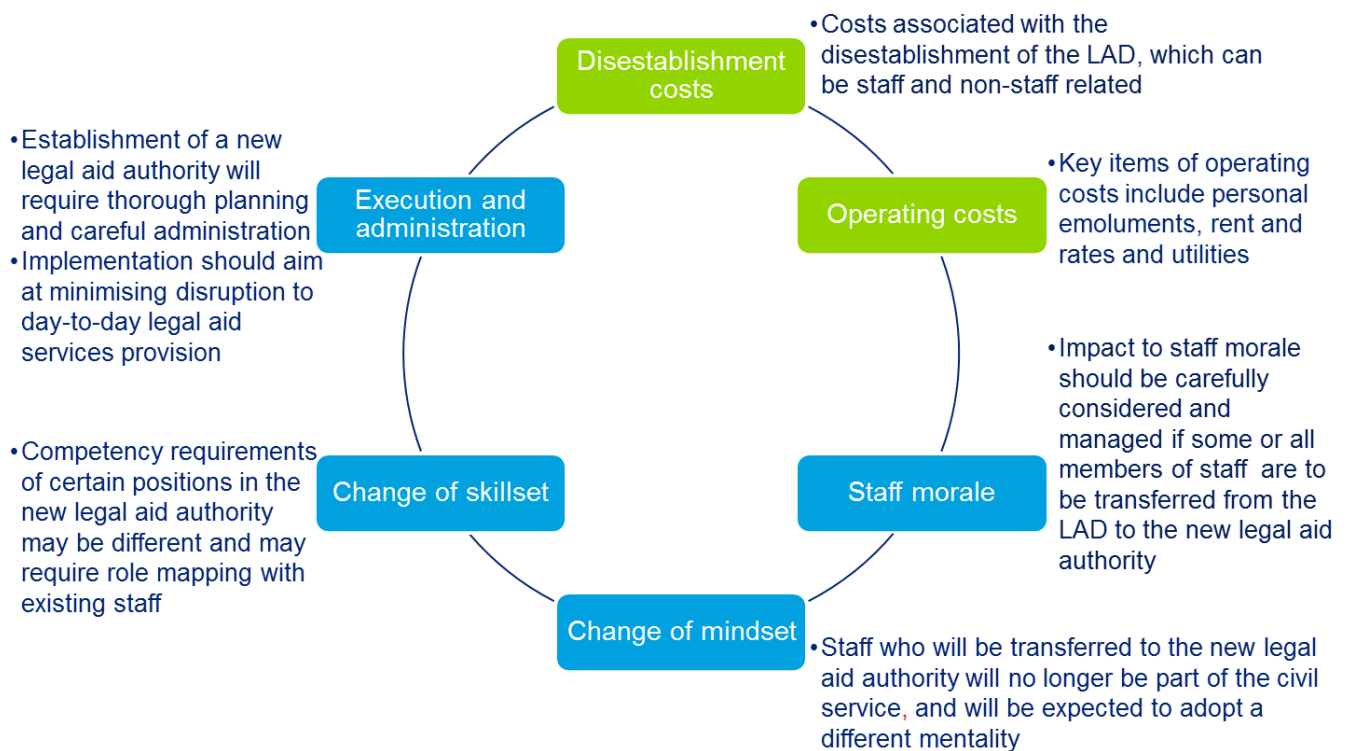 Disestablishment
costs
•Costs associated with the
disestablishment of the LAD, which can
be staff and non-staff related
Operating costs
•Key items of operating
costs include personal
emoluments, rent and
rates and utilities
Staff morale
•Impact to staff morale
should be carefully
considered and
managed if some or all
members of staff are to
be transferred from the
LAD to the new legal aid
authority
Change of mindset
•Staff who will be transferred to the new legal
aid authority will no longer be part of the civil
service, and will be expected to adopt a
different mentality
Change of skillset
•Competency requirements
of certain positions in the
new legal aid authority
may be different and may
require role mapping with
existing staff
Execution and
administration
•Establishment of a new
legal aid authority will
require thorough planning
and careful administration
•Implementation should aim
at minimising disruption to
day-to-day legal aid
services provision